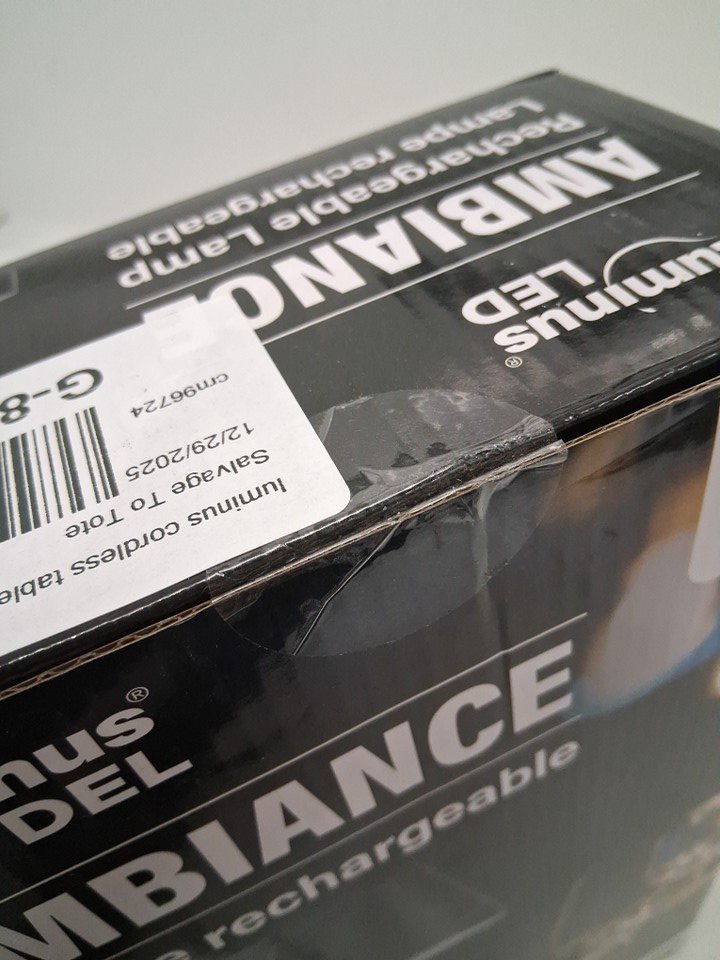 luminus®
LED
AMBIANCE
Rechargeable Lamp
Lampe rechargeable
luminus cordless table
Salvage To Tote
12/29/2025
cm96724
G-8
nus®
DEL
MBIANCE
e rechargeable